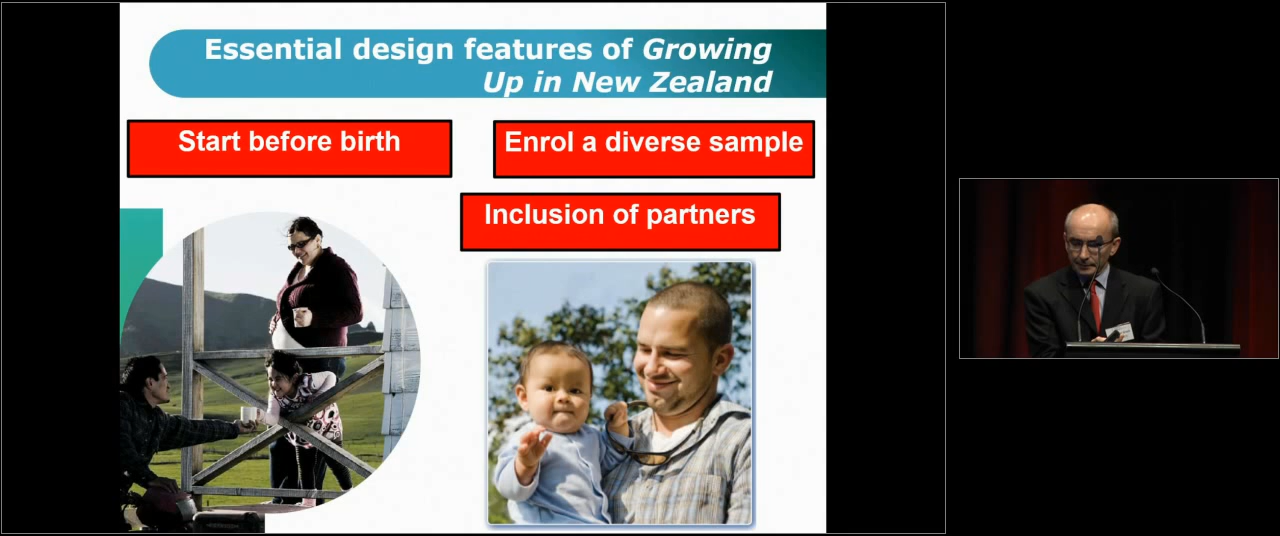 Essential design features of Growing
Up in New Zealand
Start before birth
Enrol a diverse sample
Inclusion of partners